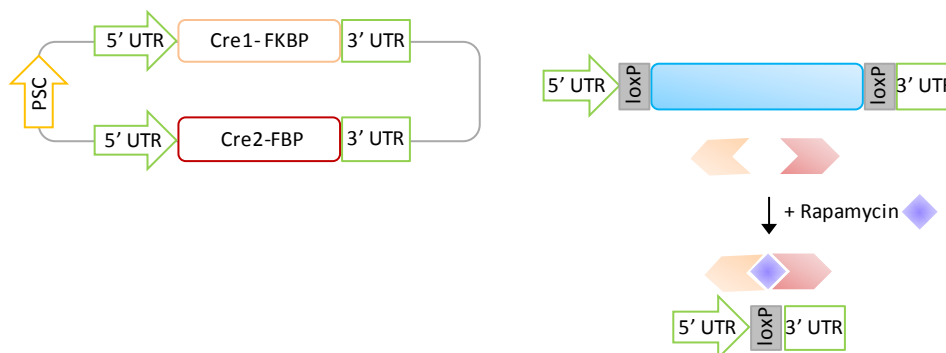 5' UTR
Cre1-FKBP
3' UTR
PSC
5' UTR
Cre2-FBP
3' UTR
5' UTR
loxP
loxP
3' UTR
+ Rapamycin
5' UTR
loxP
3' UTR